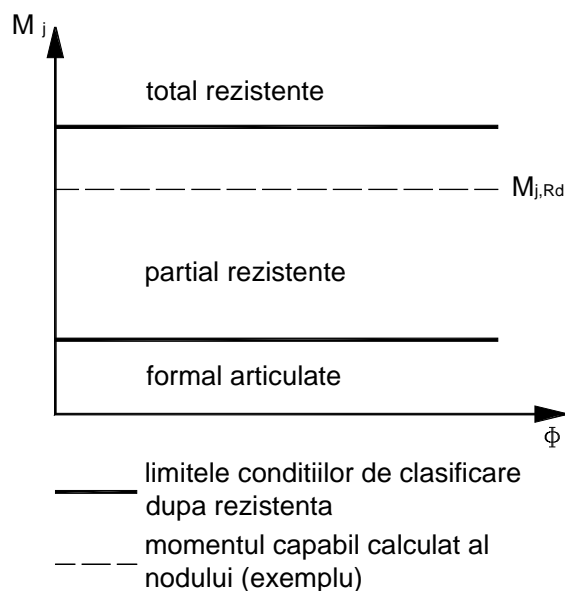 M j
total rezistente
Mj,Rd
partial rezistente
formal articulate
Φ
limitele conditiilor de clasificare
dupa rezistenta
momentul capabil calculat al
nodului (exemplu)